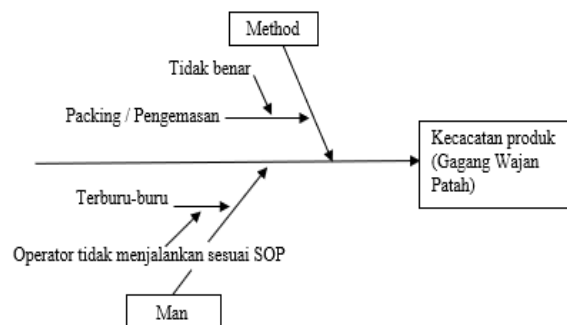 Method
Tidak benar
Packing / Pengemasan
Kecacatan produk
(Gagang Wajan
Patah)
Terburu-buru
Operator tidak menjalankan sesuai SOP
Man